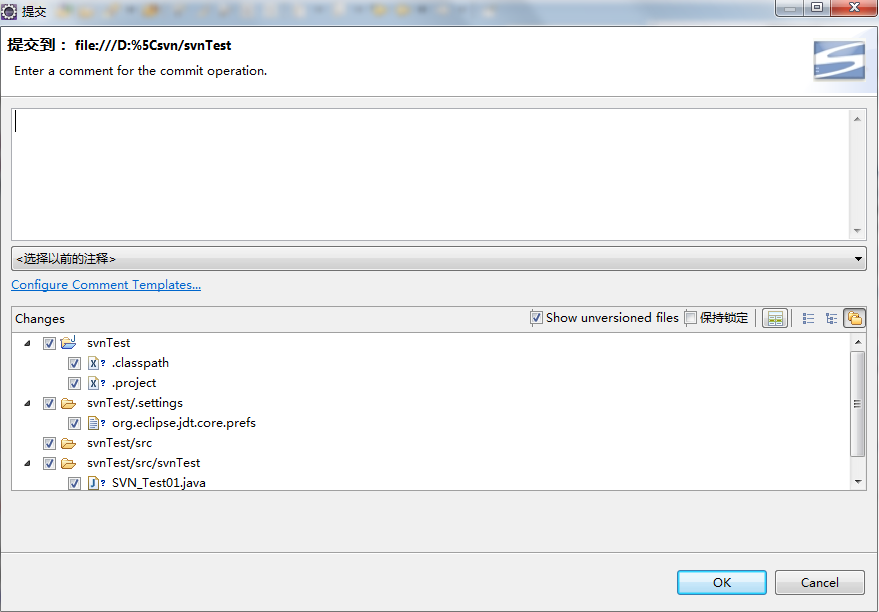 提交
提交到： file:///D:%5Csvn/svnTest
Enter a comment for the commit operation.
<选择以前的注释>
Configure Comment Templates...
Changes
Show unversioned files
保持锁定
svnTest
.classpath
.project
svnTest/.settings
org.eclipse.jdt.core.prefs
svnTest/src
svnTest/src/svnTest
SVN_Test01.java
OK
Cancel